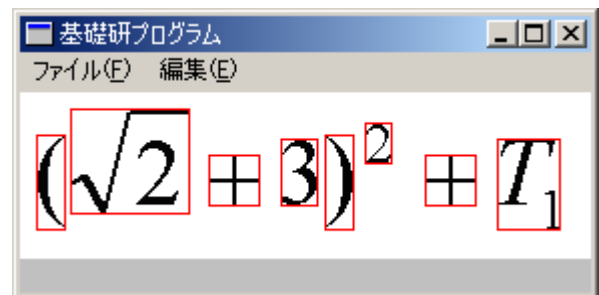 基礎研プログラム
ファイル(F) 編集(E)
(√2 + 3)² + T₁